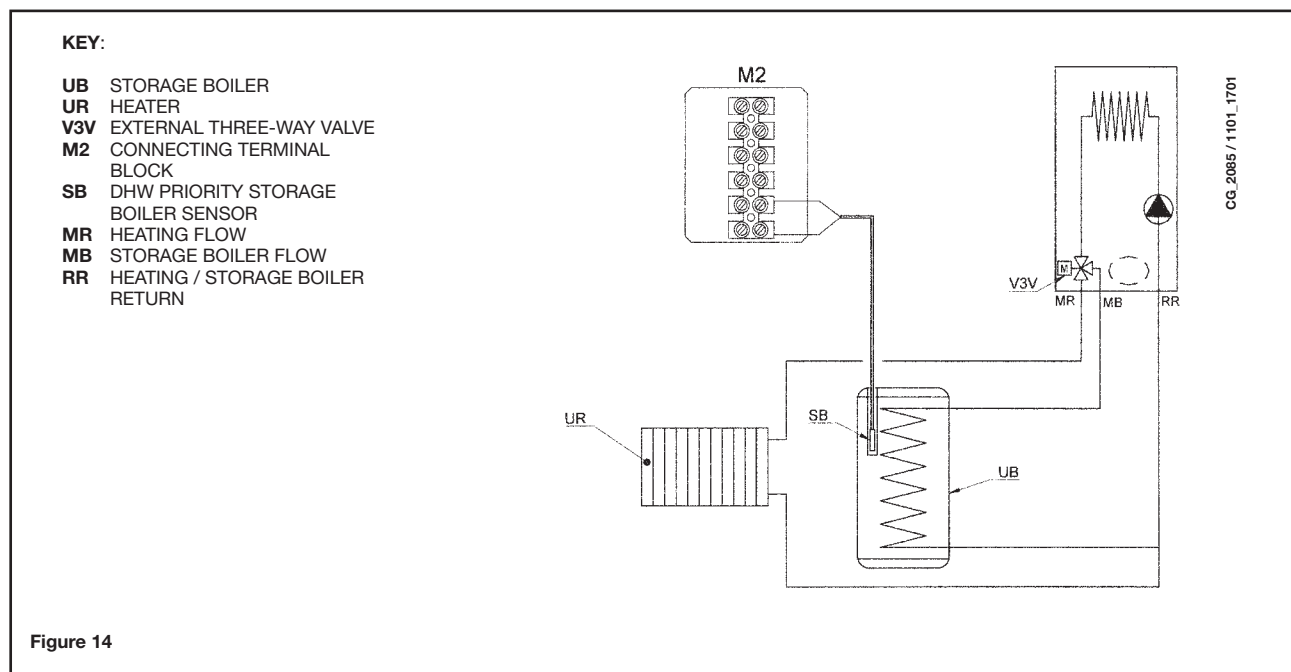 KEY:
UB STORAGE BOILER
UR HEATER
V3V EXTERNAL THREE-WAY VALVE
M2 CONNECTING TERMINAL
BLOCK
SB DHW PRIORITY STORAGE
BOILER SENSOR
MR HEATING FLOW
MB STORAGE BOILER FLOW
RR HEATING / STORAGE BOILER
RETURN
M2
CG_2085 / 1101_1701
M
V3V
MR MB RR
UR
SB
UB
Figure 14